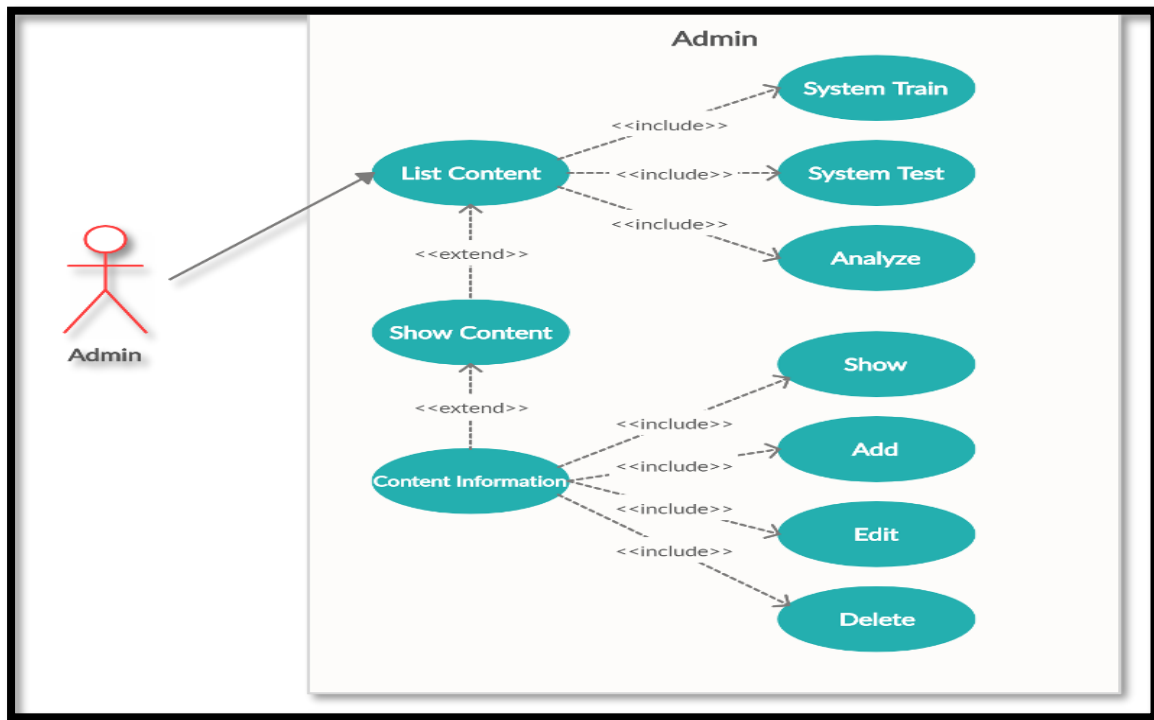 Admin
System Train
<<include>>
List Content
<<include>>
System Test
<<include>>
<<extend>>
Analyze
Show Content
Admin
Show
<<extend>>
<<include>>
Add
<<include>>
Content Information
<<include>>
Edit
<<include>>
Delete